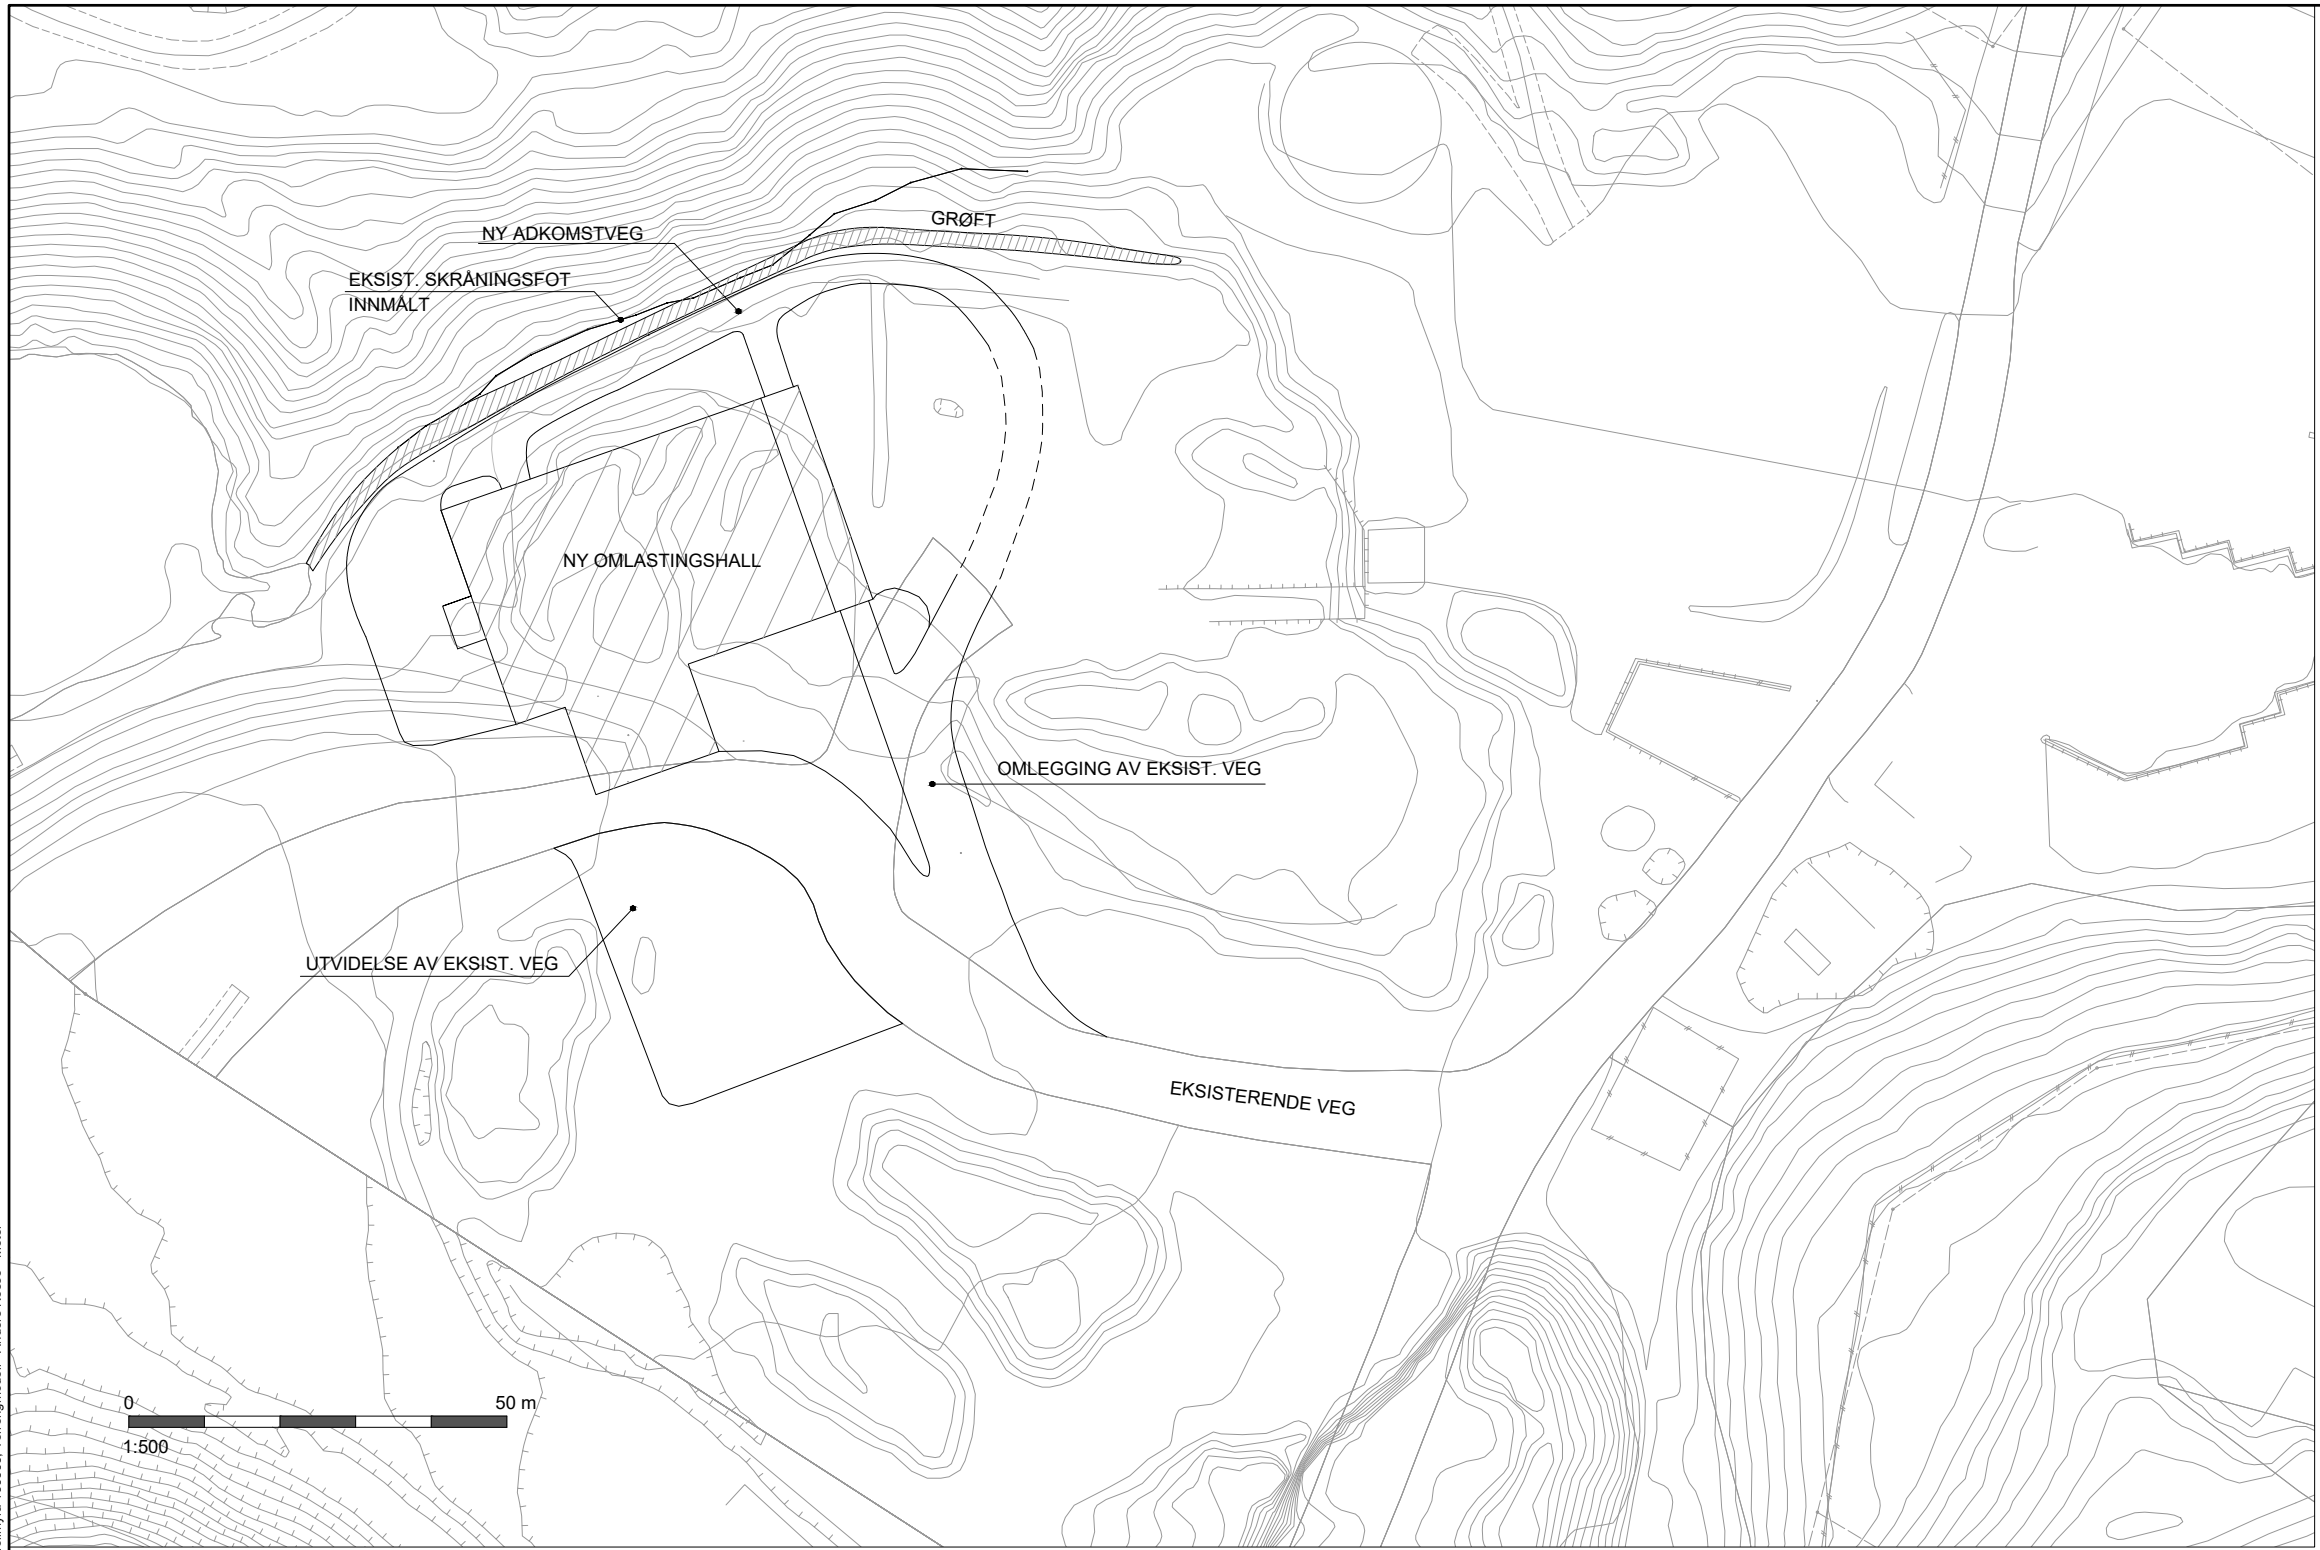 GRØFT
NY ADKOMSTVEG
EKSIST. SKRÅNINGSFOT
INNMÅLT
NY OMLASTINGSHALL
OMLEGGING AV EKSIST. VEG
UTVIDELSE AV EKSIST. VEG
EKSISTERENDE VEG
0 50 m
1:500